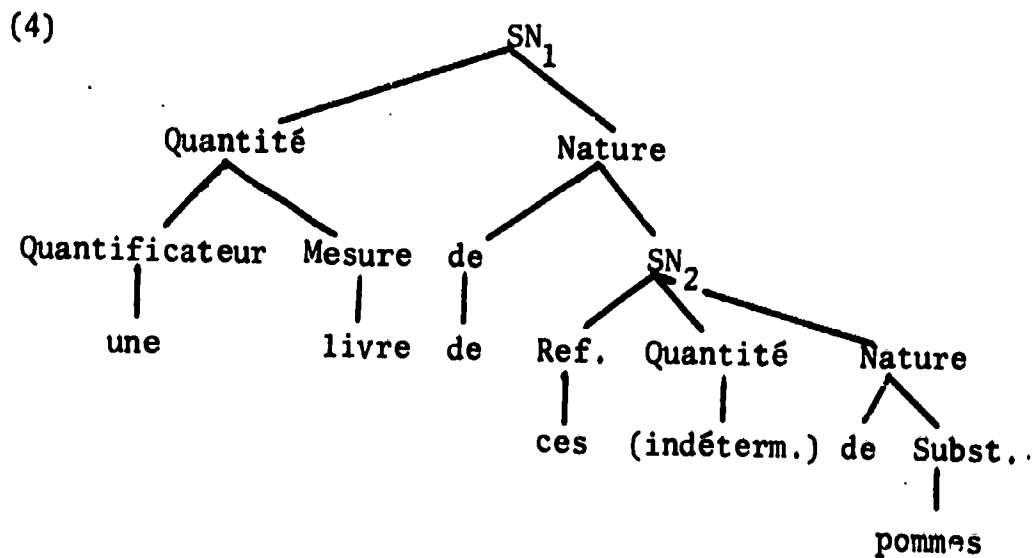 (4)
SN1
Quantité Nature
Quantificateur Mesure de SN2
une livre de Ref. Quantité Nature
ces (indéterm.) de Subst..
pommes